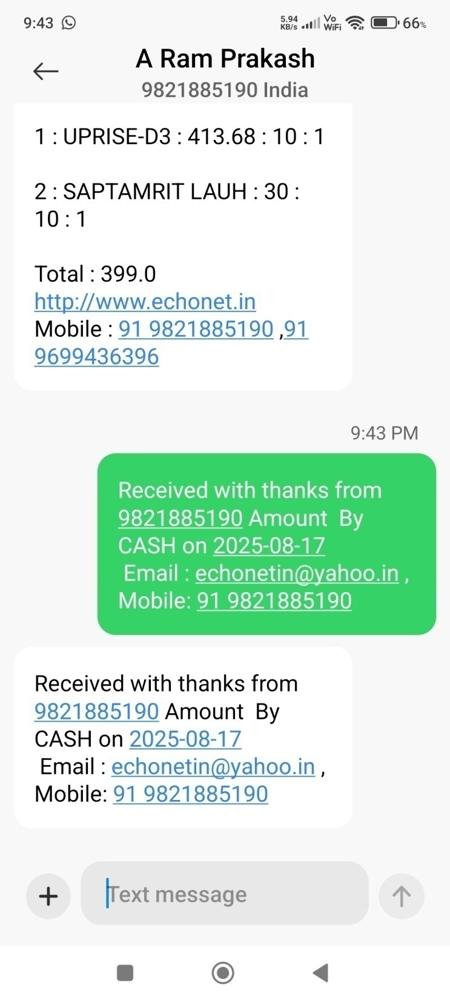 9:43
5.94
KB/s
Vo
WiFi
66%
A Ram Prakash
9821885190 India
1 : UPRISE-D3 : 413.68 : 10 : 1
2 : SAPTAMRIT LAUH : 30 :
10 : 1
Total : 399.0
http://www.echonet.in
Mobile : 91 9821885190 ,91
9699436396
9:43 PM
Received with thanks from
9821885190 Amount  By
CASH on 2025-08-17
Email : echonetin@yahoo.in ,
Mobile: 91 9821885190
Received with thanks from
9821885190 Amount  By
CASH on 2025-08-17
Email : echonetin@yahoo.in ,
Mobile: 91 9821885190
Text message